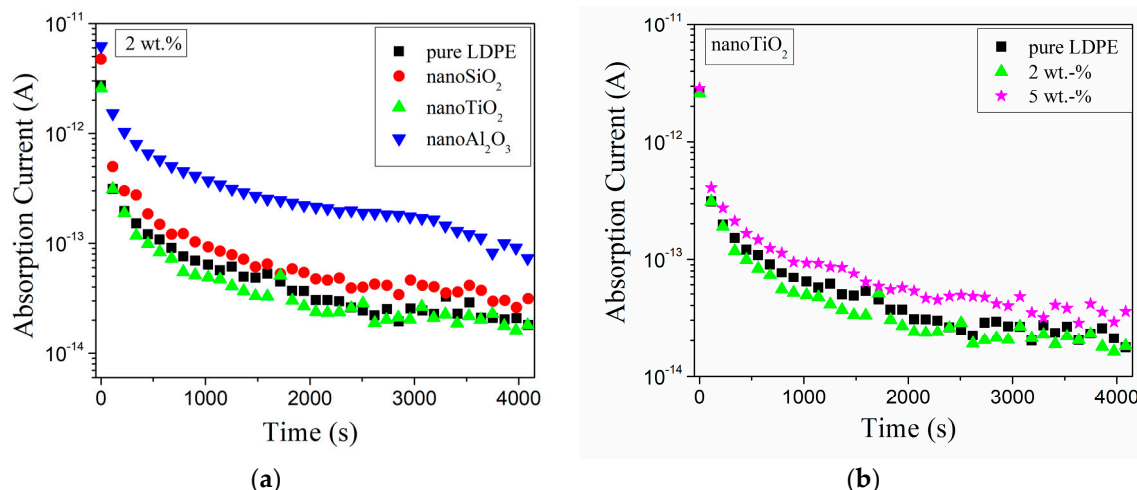 2 wt.%
pure LDPE
nanoSiO₂
nanoTiO₂
nanoAl₂O₃
10⁻¹¹
10⁻¹²
10⁻¹³
10⁻¹⁴
Absorption Current (A)
0 1000 2000 3000 4000
Time (s)
(a)
nanoTiO₂
pure LDPE
2 wt.-%
5 wt.-%
10⁻¹¹
10⁻¹²
10⁻¹³
10⁻¹⁴
Absorption Current (A)
0 1000 2000 3000 4000
Time (s)
(b)